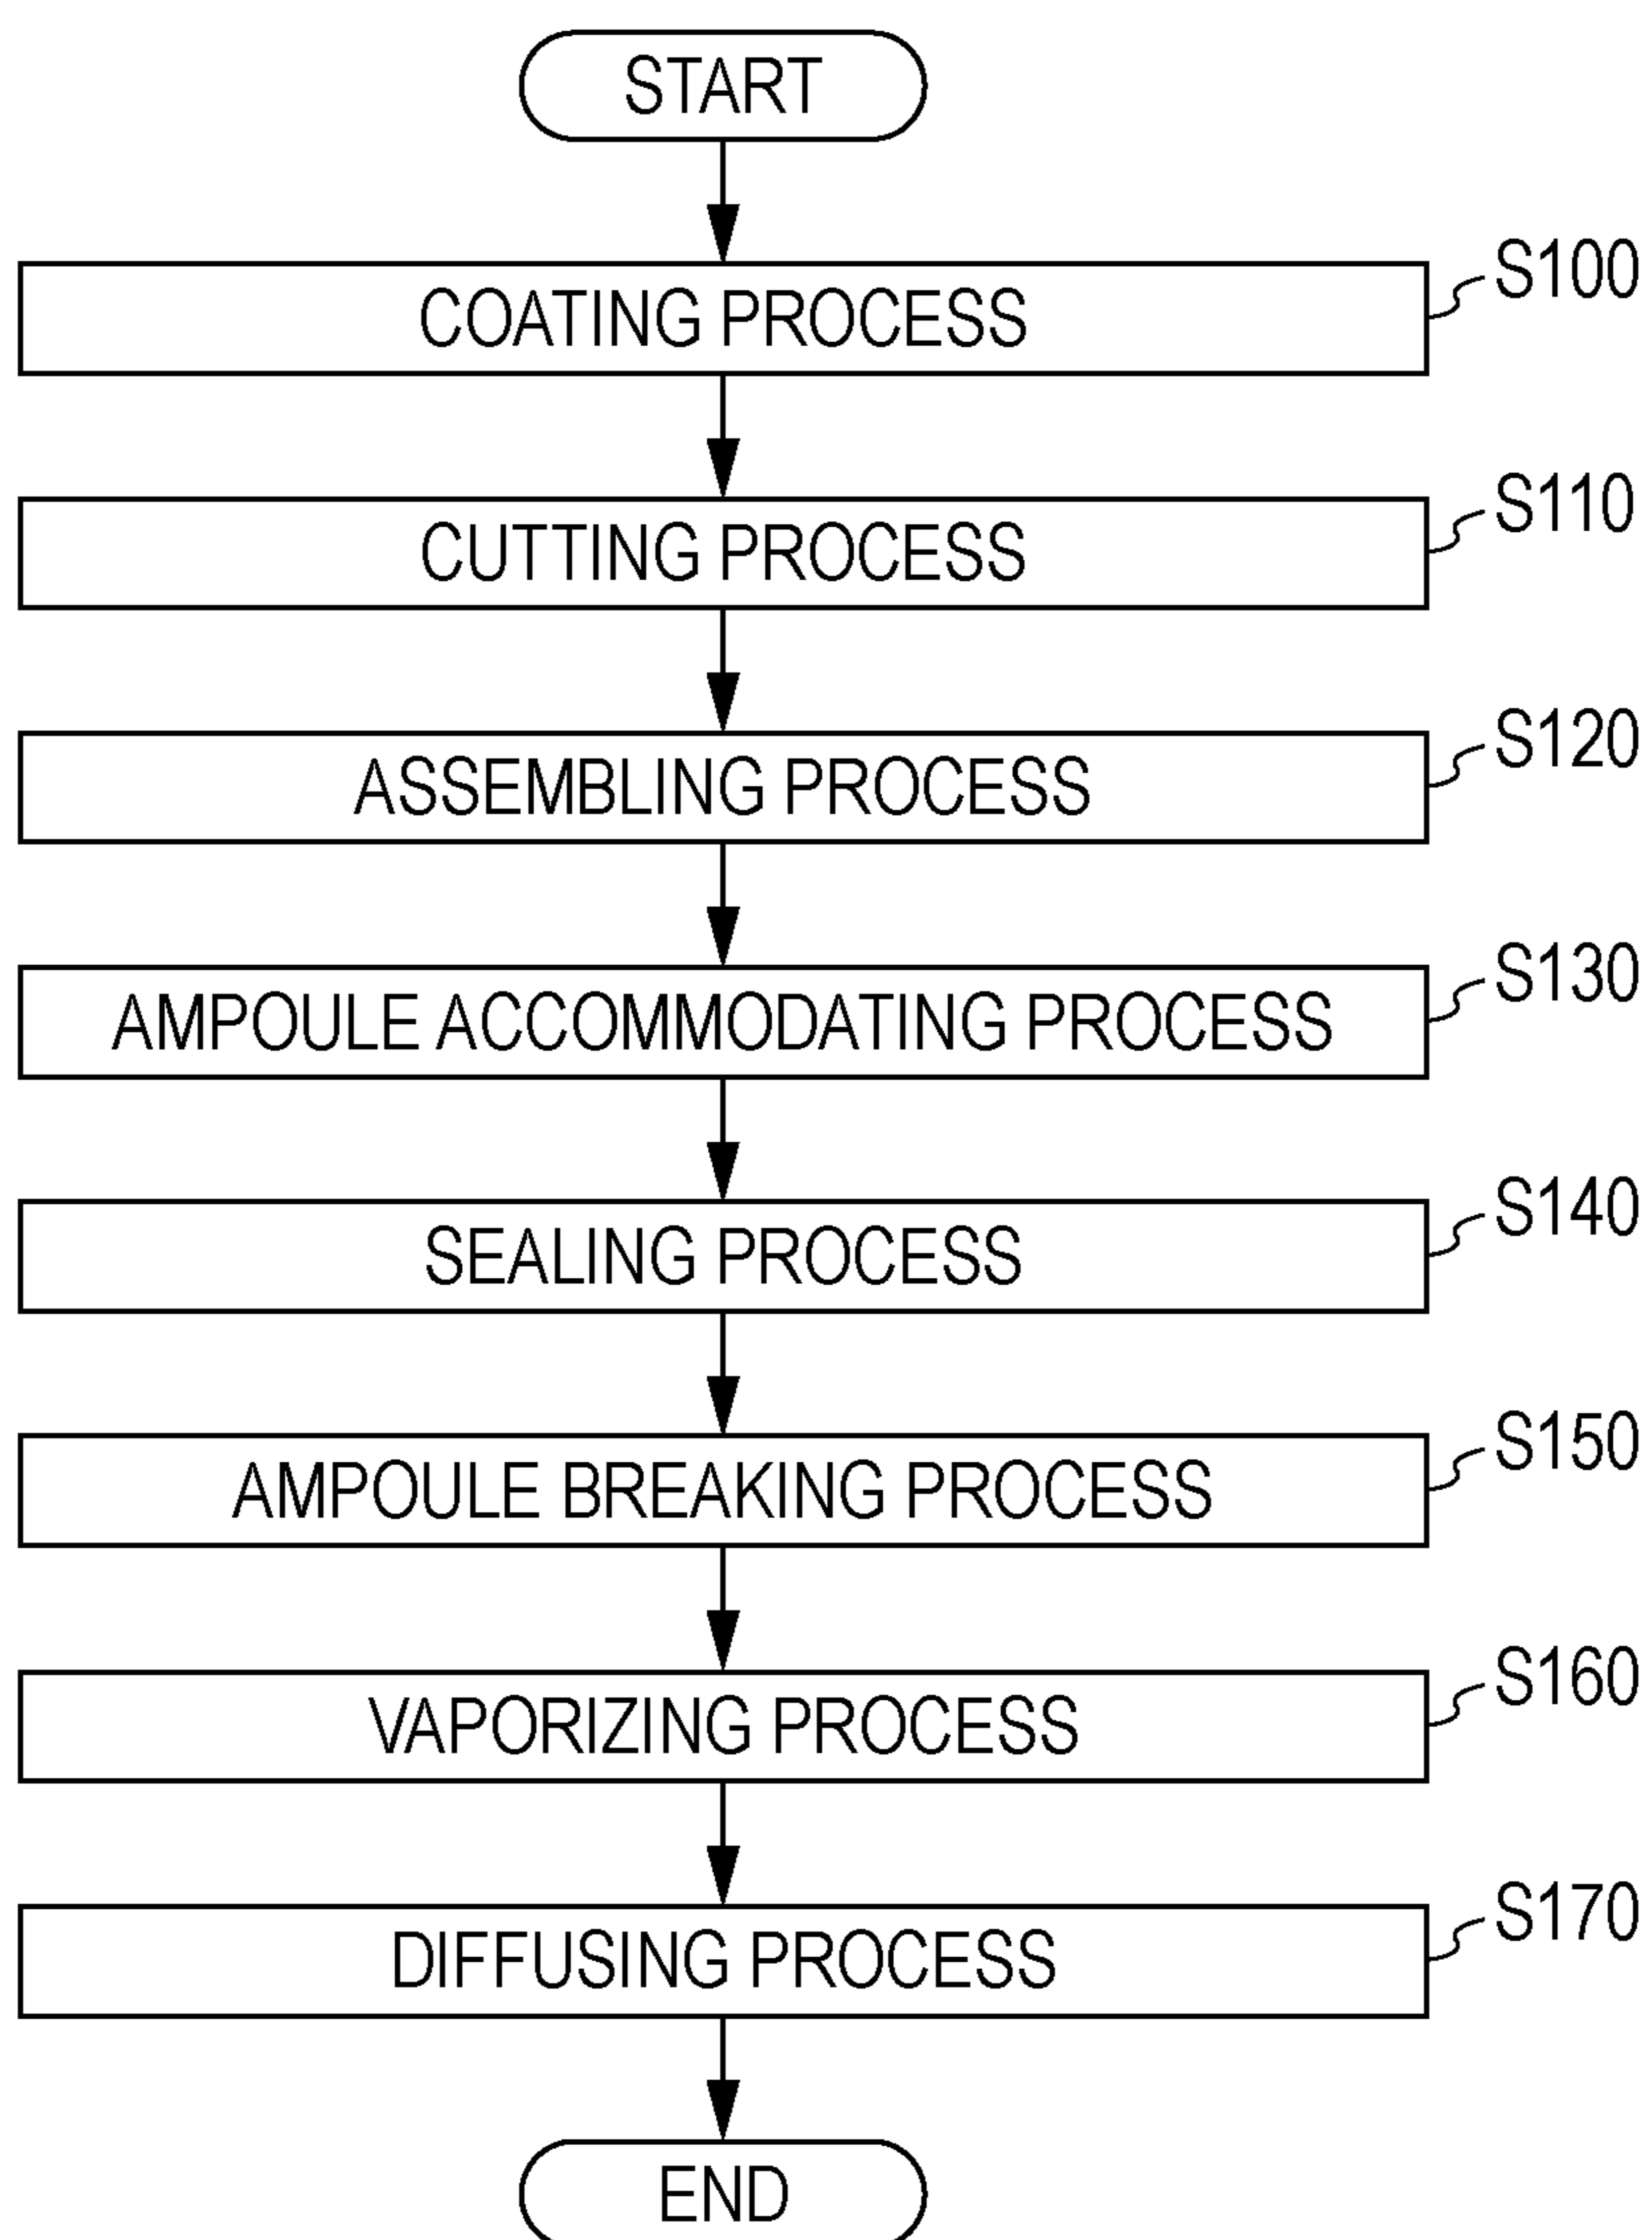 START
COATING PROCESS
S100
CUTTING PROCESS
S110
ASSEMBLING PROCESS
S120
AMPOULE ACCOMMODATING PROCESS
S130
SEALING PROCESS
S140
AMPOULE BREAKING PROCESS
S150
VAPORIZING PROCESS
S160
DIFFUSING PROCESS
S170
END